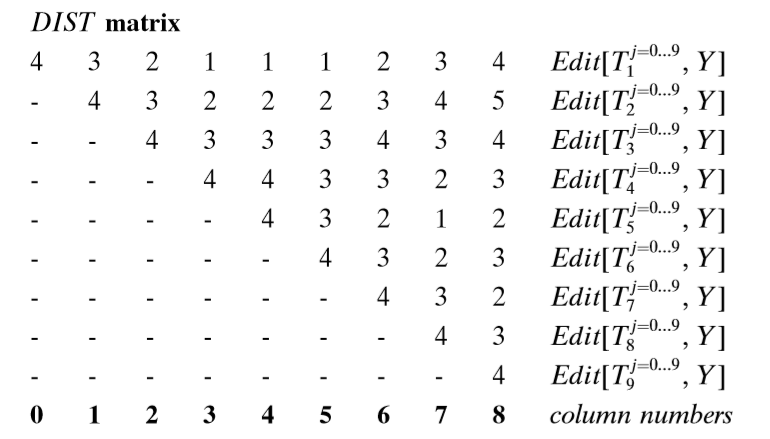 DIST matrix
4 3 2 1 1 1 2 3 4 Edit[T_1^{j=0...9}, Y]
- 4 3 2 2 2 3 4 5 Edit[T_2^{j=0...9}, Y]
- - 4 3 3 3 4 3 4 Edit[T_3^{j=0...9}, Y]
- - - 4 4 3 3 2 3 Edit[T_4^{j=0...9}, Y]
- - - - 4 3 2 1 2 Edit[T_5^{j=0...9}, Y]
- - - - - 4 3 2 3 Edit[T_6^{j=0...9}, Y]
- - - - - - 4 3 2 Edit[T_7^{j=0...9}, Y]
- - - - - - - 4 3 Edit[T_8^{j=0...9}, Y]
- - - - - - - - 4 Edit[T_9^{j=0...9}, Y]
0 1 2 3 4 5 6 7 8 column numbers